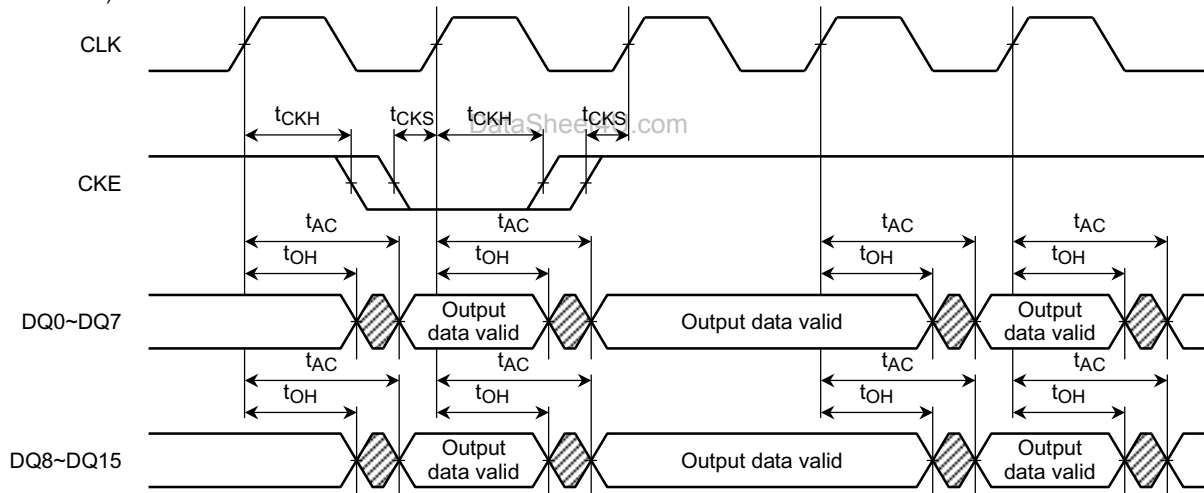 CLK
tCKH tCKS tCKH tCKS
CKE
tAC tAC tAC tAC
tOH tOH tOH tOH
DQ0~DQ7
Output data valid
Output data valid
Output data valid
tAC tAC tAC tAC
tOH tOH tOH tOH
DQ8~DQ15
Output data valid
Output data valid
Output data valid